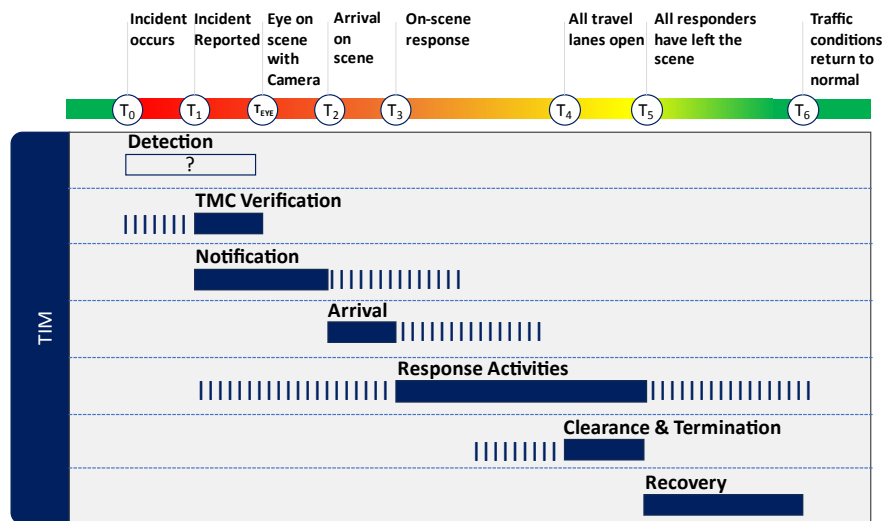 Incident
occurs
Incident
Reported
Eye on
scene
with
Camera
Arrival
on
scene
On-scene
response
All travel
lanes open
All responders
have left the
scene
Traffic
conditions
return to
normal
T0
T1
TEYE
T2
T3
T4
T5
T6
TIM
Detection
?
TMC Verification
Notification
Arrival
Response Activities
Clearance & Termination
Recovery